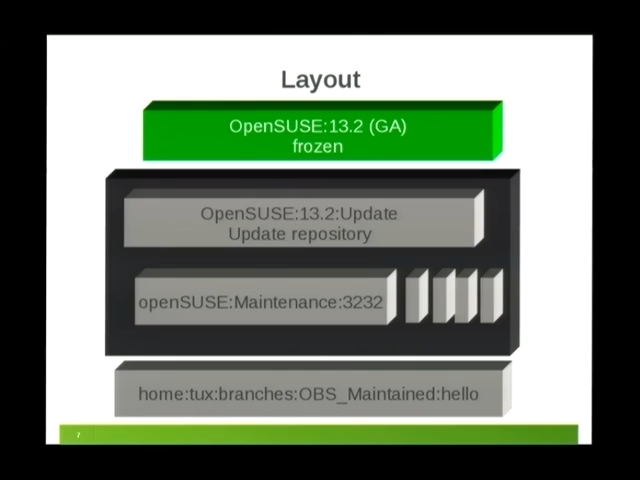 Layout
OpenSUSE:13.2 (GA)
frozen
OpenSUSE:13.2:Update
Update repository
openSUSE:Maintenance:3232
home:tux:branches:OBS_Maintained:hello
7